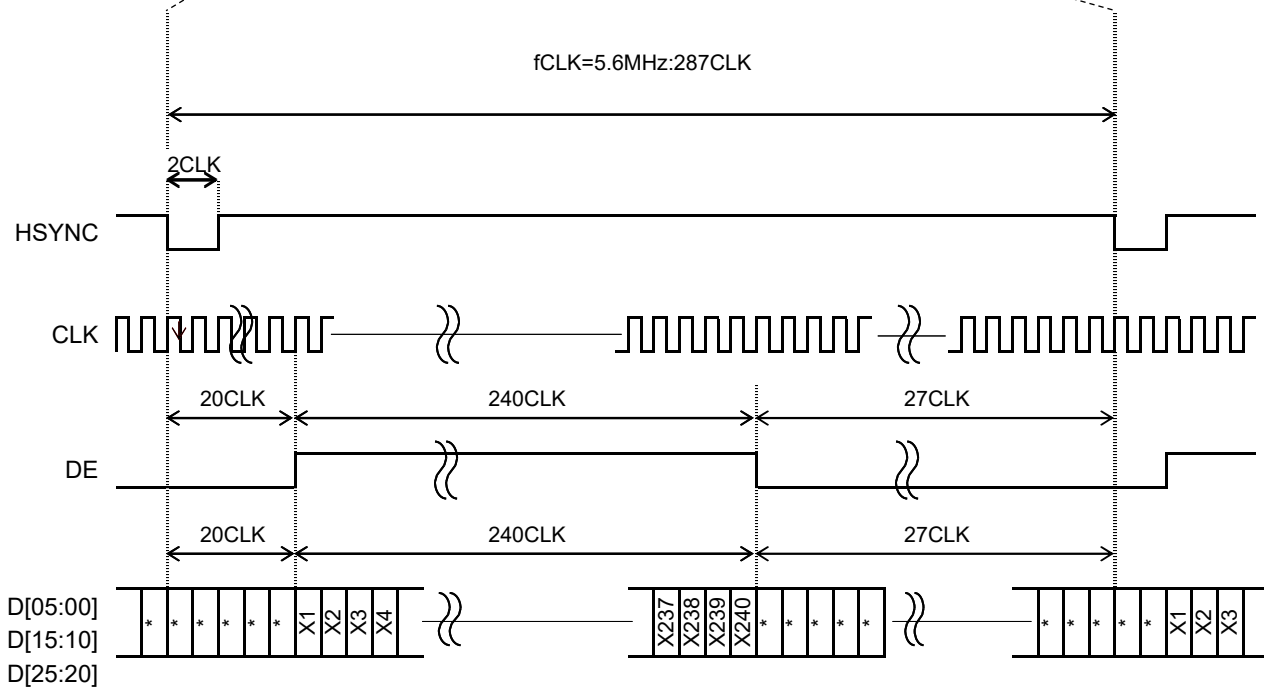 fCLK=5.6MHz:287CLK
2CLK
HSYNC
CLK
20CLK 240CLK 27CLK
DE
20CLK 240CLK 27CLK
D[05:00]
D[15:10]
D[25:20]
* * * * * * X1 X2 X3 X4 X237 X238 X239 X240 * * * * * * * * * * X1 X2 X3